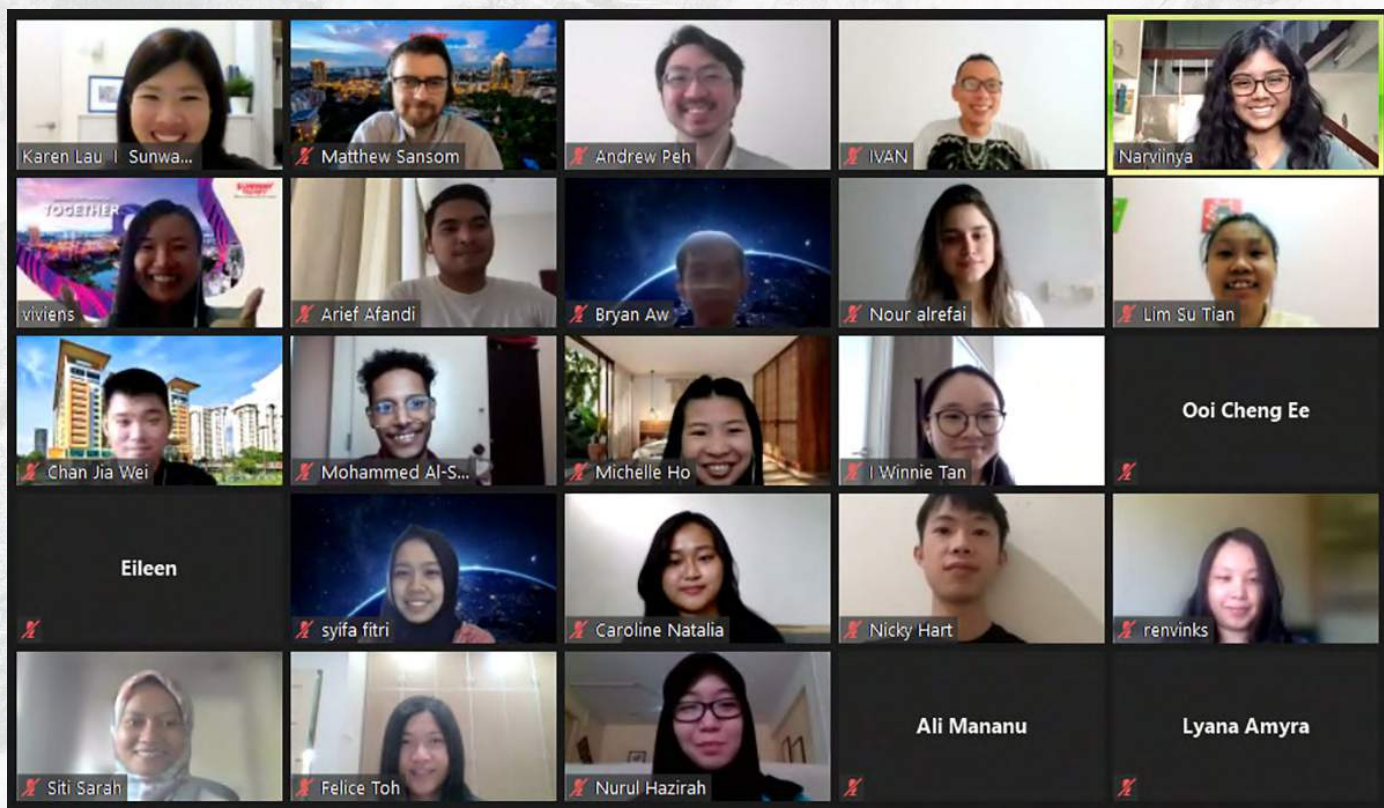 Karen Lau | Sunwa...
Matthew Sansom
Andrew Peh
IVAN
Narviinya
TOGETHER
viviens
Arief Afandi
Bryan Aw
Nour alrefai
Lim Su Tian
Chan Jia Wei
Mohammed Al-S...
Michelle Ho
I Winnie Tan
Ooi Cheng Ee
Eileen
syifa fitri
Caroline Natalia
Nicky Hart
renvinks
Siti Sarah
Felice Toh
Nurul Hazirah
Ali Mananu
Lyana Amyra